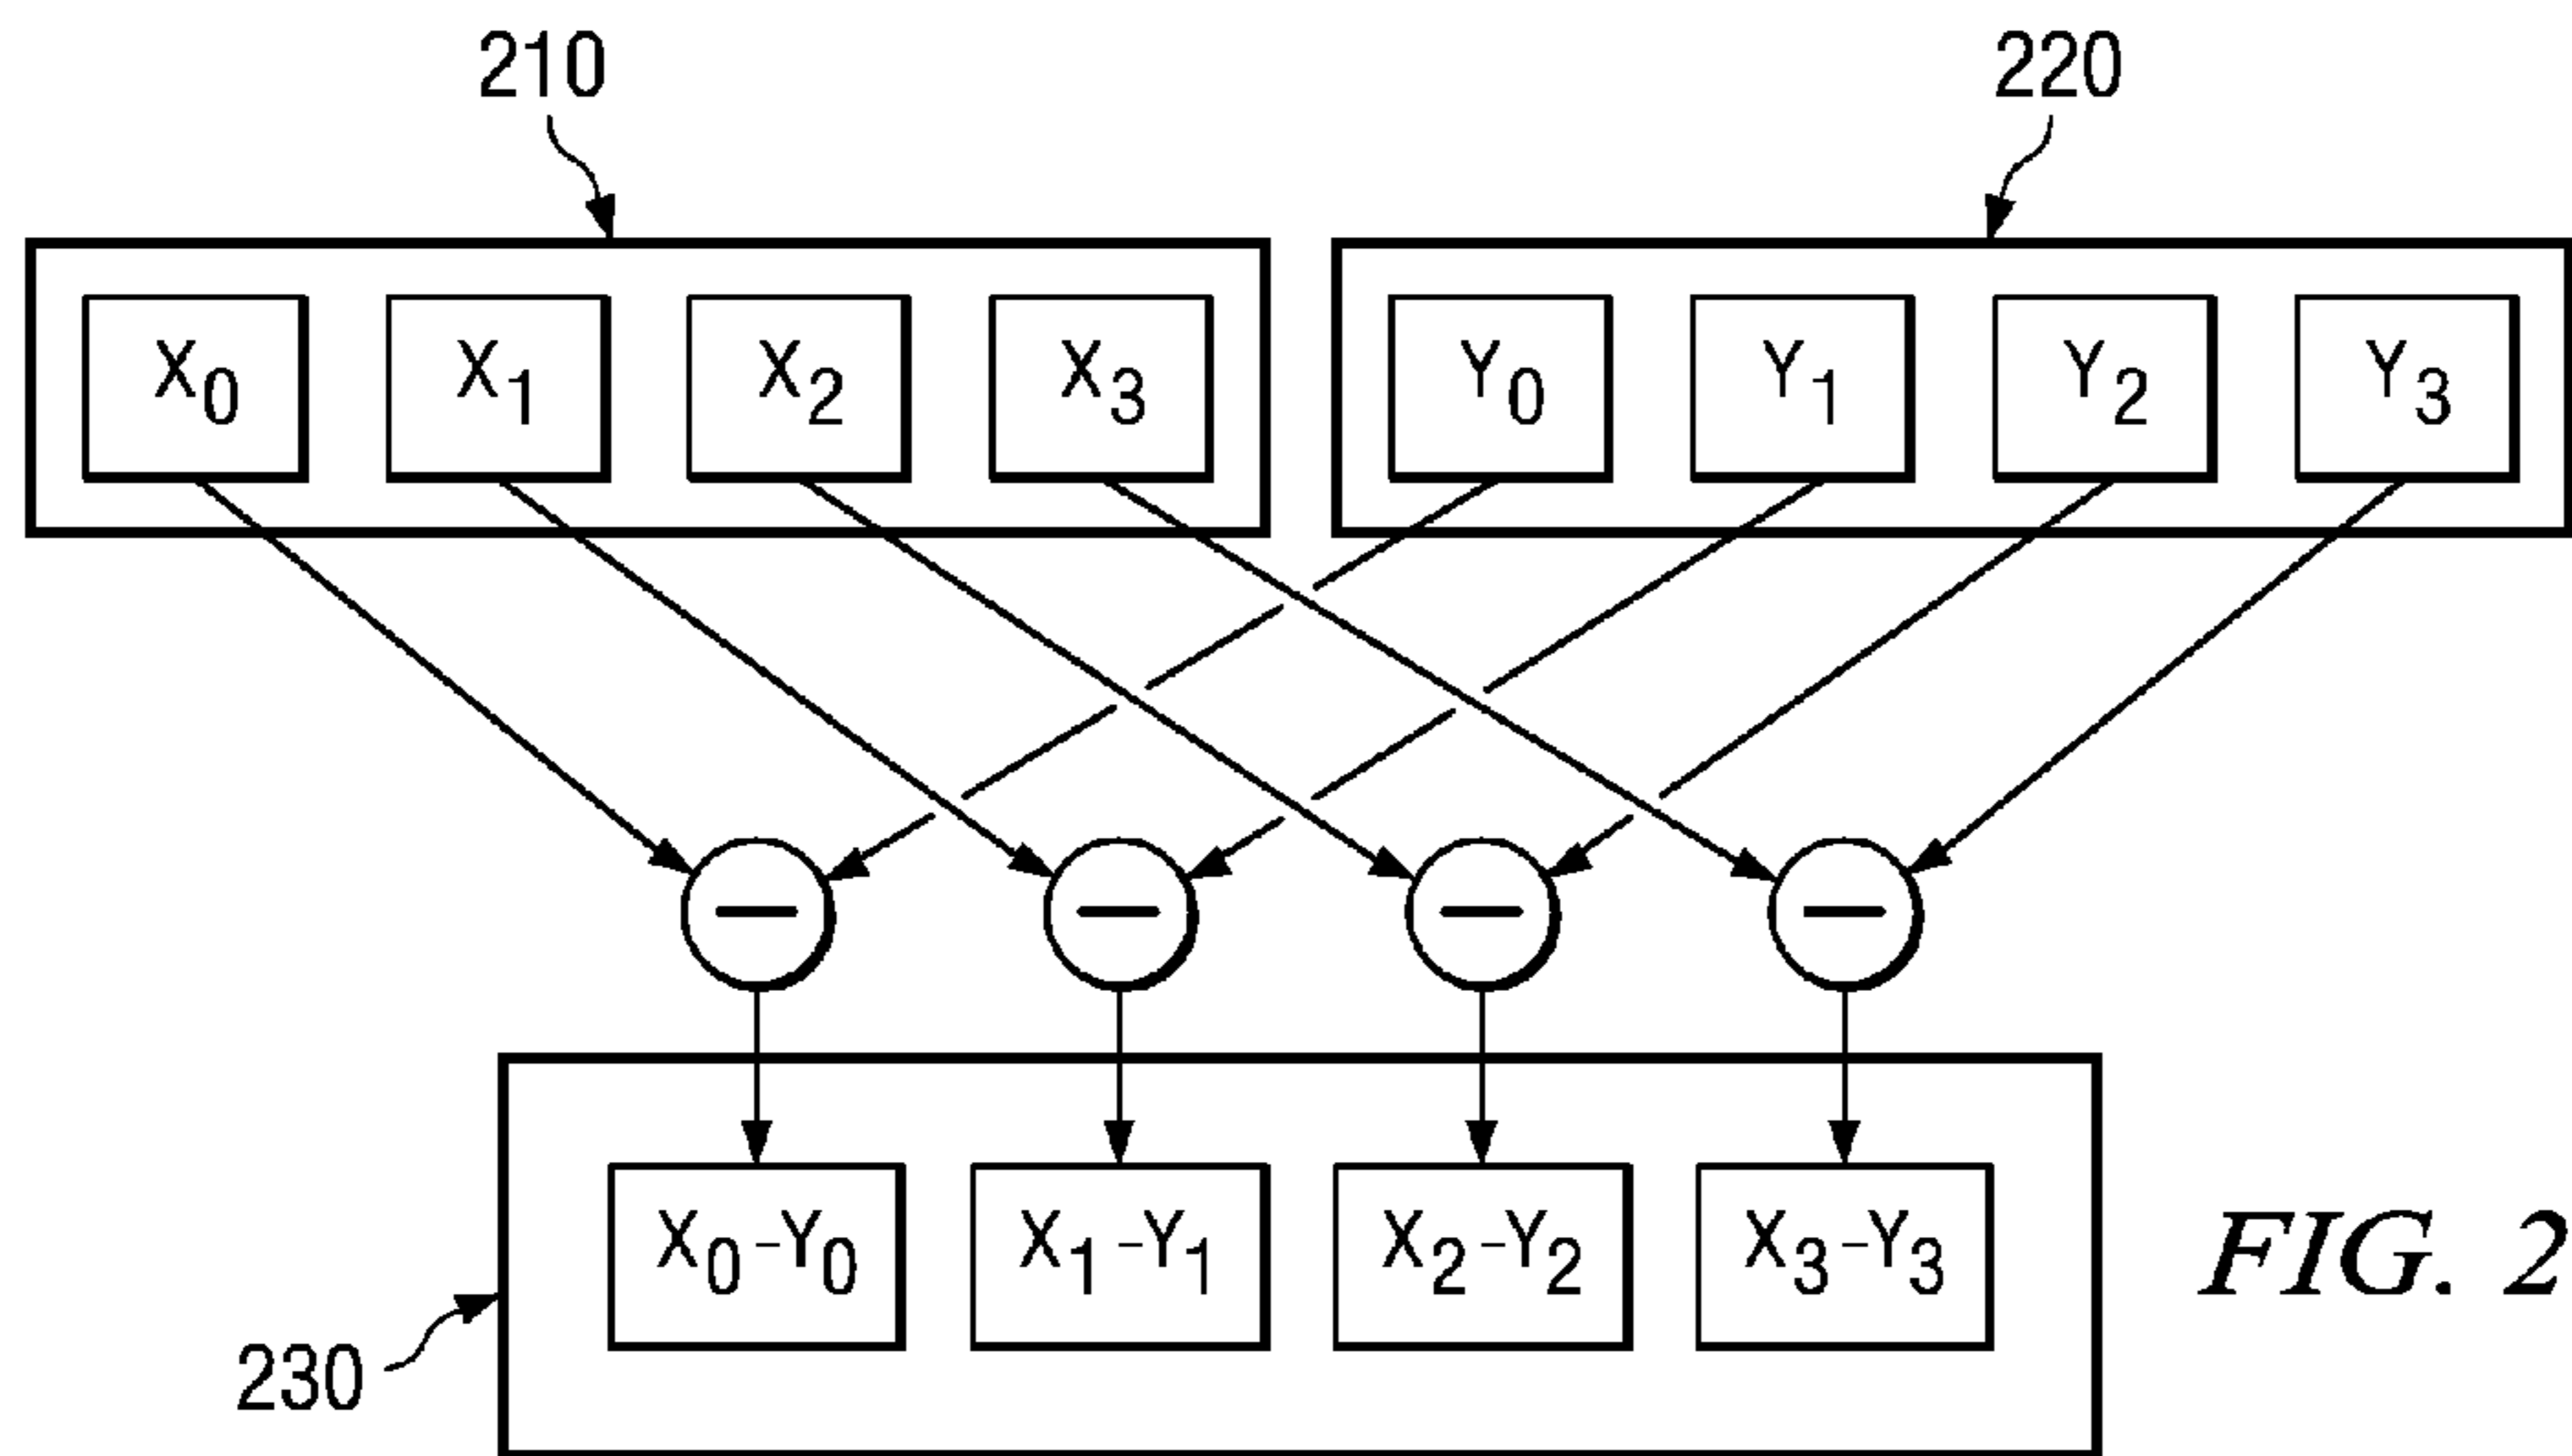 210 220
X₀ X₁ X₂ X₃ Y₀ Y₁ Y₂ Y₃
— — — —
X₀–Y₀ X₁–Y₁ X₂–Y₂ X₃–Y₃
FIG. 2
230